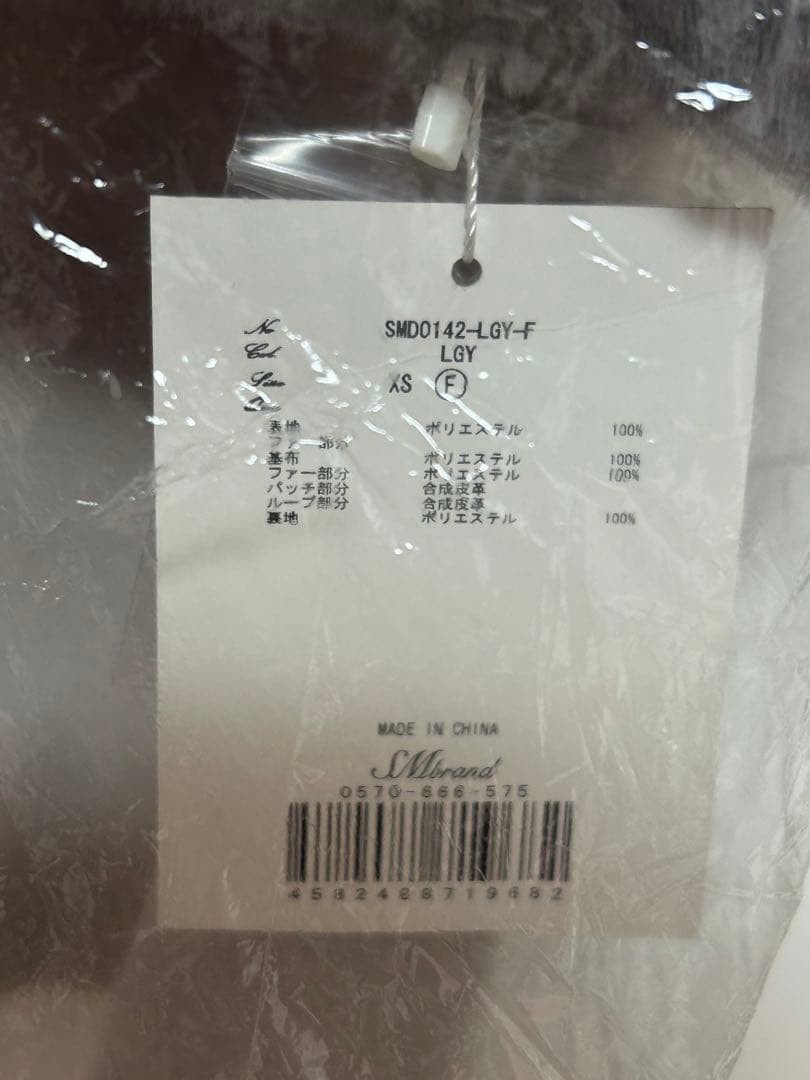 No SMD0142-LGY-F
Col. LGY
Size XS F
表地 ポリエステル 100%
ファー部分
基布 ポリエステル 100%
ファー部分 ポリエステル 100%
パッチ部分 合成皮革
ループ部分 合成皮革
裏地 ポリエステル 100%
MADE IN CHINA
SMbrand
0570-666-575
4582488719682